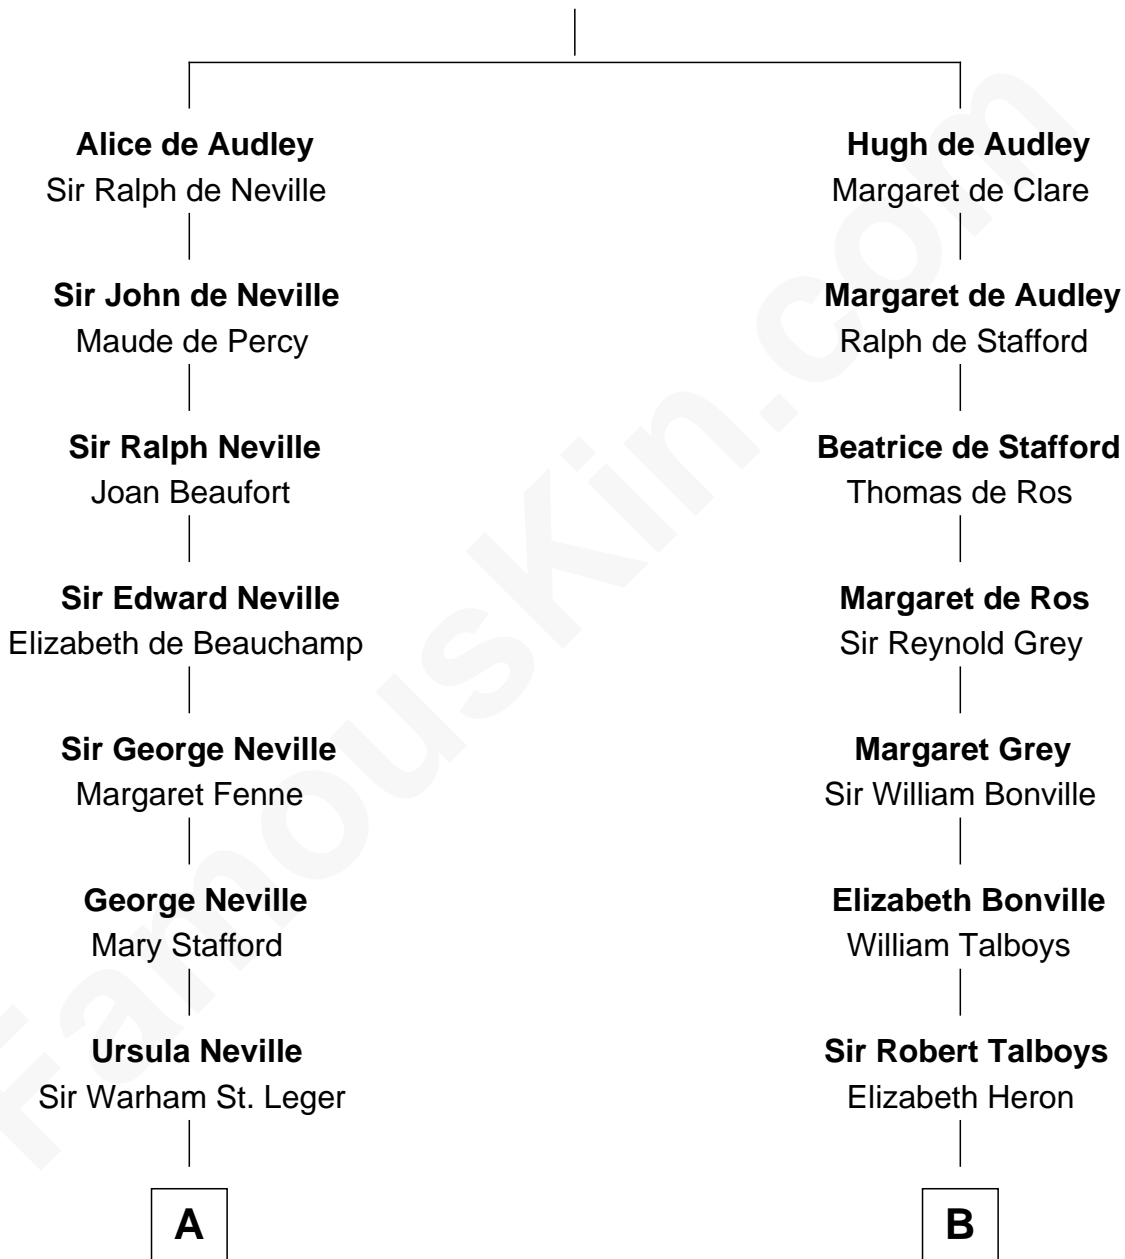 Alice de Audley
Sir Ralph de Neville
Sir John de Neville
Maude de Percy
Sir Ralph Neville
Joan Beaufort
Sir Edward Neville
Elizabeth de Beauchamp
Sir George Neville
Margaret Fenne
George Neville
Mary Stafford
Ursula Neville
Sir Warham St. Leger
A
Hugh de Audley
Margaret de Clare
Margaret de Audley
Ralph de Stafford
Beatrice de Stafford
Thomas de Ros
Margaret de Ros
Sir Reynold Grey
Margaret Grey
Sir William Bonville
Elizabeth Bonville
William Talboys
Sir Robert Talboys
Elizabeth Heron
B
FamousKin.com